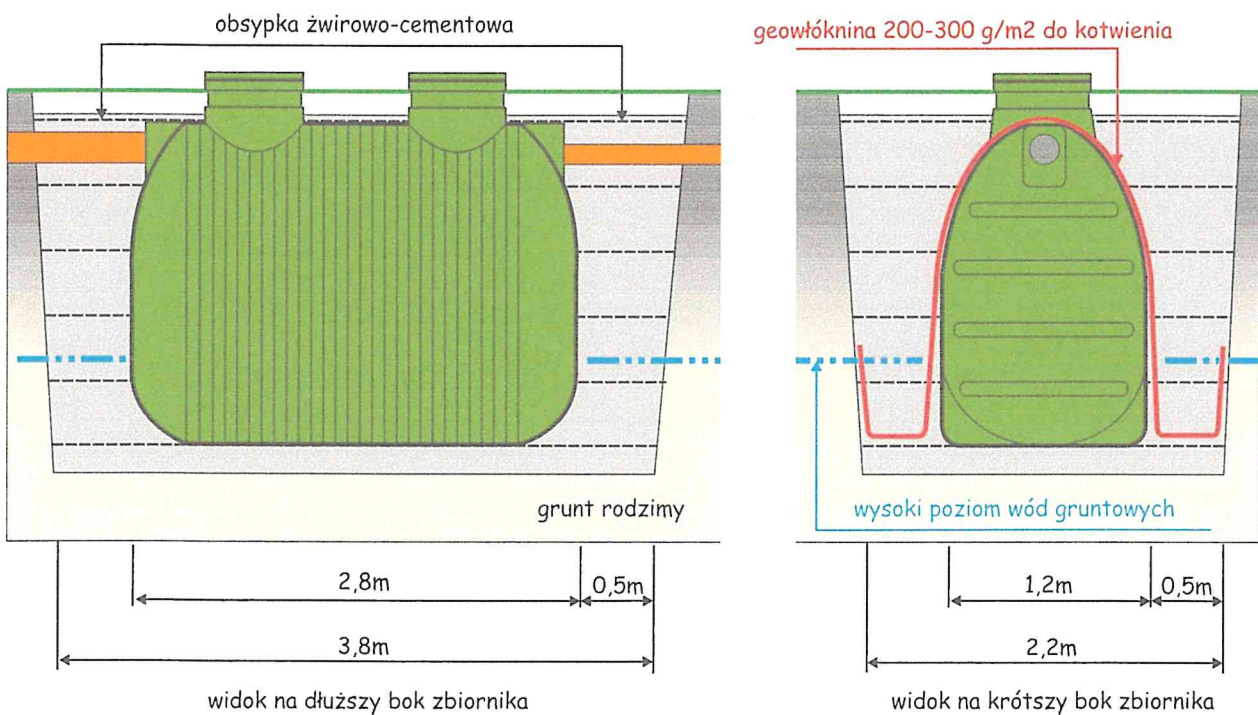 obsypka żwirowo-cementowa
geowłóknina 200-300 g/m2 do kotwienia
grunt rodzimy
wysoki poziom wód gruntowych
2,8m
0,5m
3,8m
1,2m
0,5m
2,2m
widok na dłuższy bok zbiornika
widok na krótszy bok zbiornika